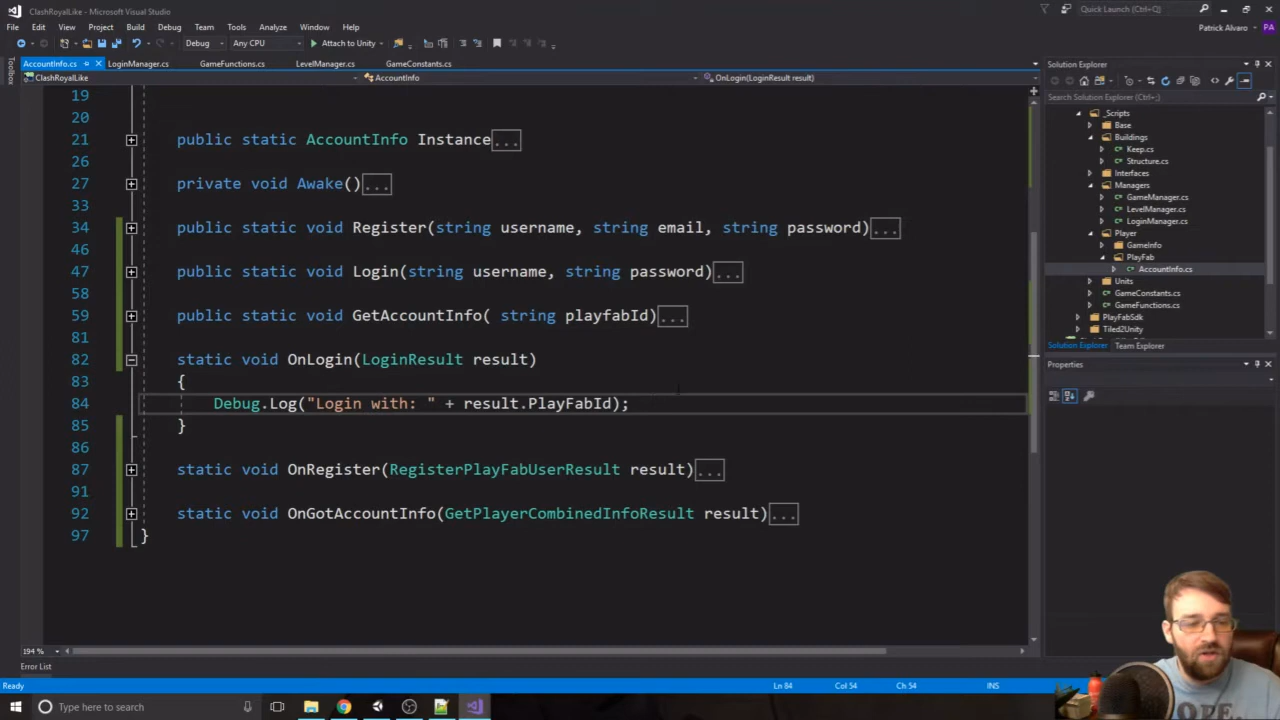 ClashRoyalLike - Microsoft Visual Studio
Quick Launch (Ctrl+Q)
File Edit View Project Build Debug Team Tools Analyze Window Help
Patrick Alvaro PA
Debug Any CPU Attach to Unity
Toolbox
AccountInfo.cs LoginManager.cs GameFunctions.cs LevelManager.cs GameConstants.cs
ClashRoyalLike AccountInfo OnLogin(LoginResult result)
19
20
21 public static AccountInfo Instance...
26
27 private void Awake()...
33
34 public static void Register(string username, string email, string password)...
46
47 public static void Login(string username, string password)...
58
59 public static void GetAccountInfo( string playfabId)...
81
82 static void OnLogin(LoginResult result)
83 {
84 Debug.Log("Login with: " + result.PlayFabId);
85 }
86
87 static void OnRegister(RegisterPlayFabUserResult result)...
91
92 static void OnGotAccountInfo(GetPlayerCombinedInfoResult result)...
97 }
194 %
Error List
Solution Explorer
Search Solution Explorer (Ctrl+;)
_Scripts
Base
Buildings
Keep.cs
Structure.cs
Interfaces
Managers
GameManager.cs
LevelManager.cs
LoginManager.cs
Player
GameInfo
PlayFab
AccountInfo.cs
Units
GameConstants.cs
GameFunctions.cs
PlayFabSdk
Tiled2Unity
Solution Explorer Team Explorer
Properties
Ready Ln 84 Col 54 Ch 54 INS
Type here to search